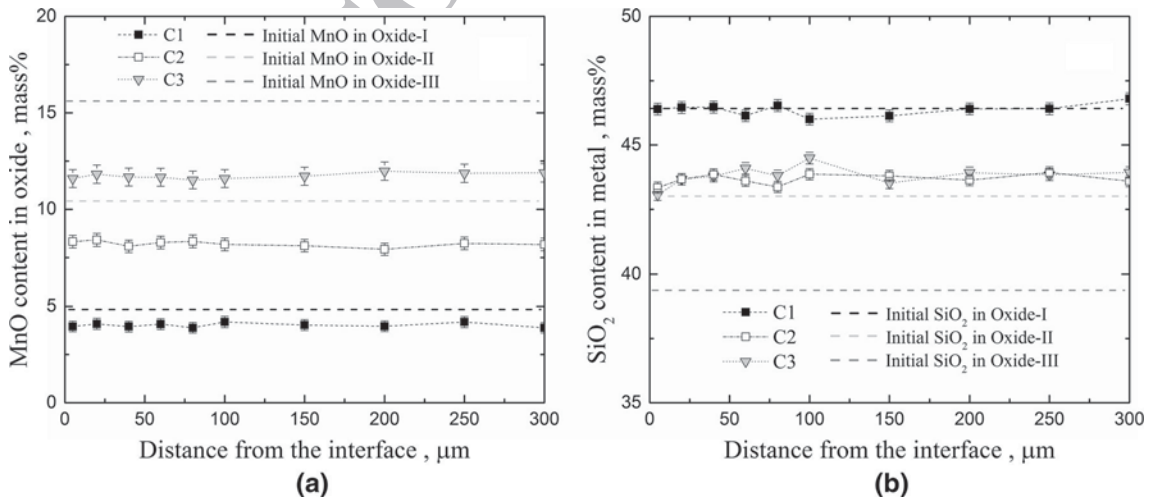 20
15
10
5
0
MnO content in oxide , mass%
C1
C2
C3
Initial MnO in Oxide-I
Initial MnO in Oxide-II
Initial MnO in Oxide-III
0 50 100 150 200 250 300
Distance from the interface , μm
(a)
50
45
40
35
SiO₂ content in metal , mass%
C1
C2
C3
Initial SiO₂ in Oxide-I
Initial SiO₂ in Oxide-II
Initial SiO₂ in Oxide-III
0 50 100 150 200 250 300
Distance from the interface , μm
(b)